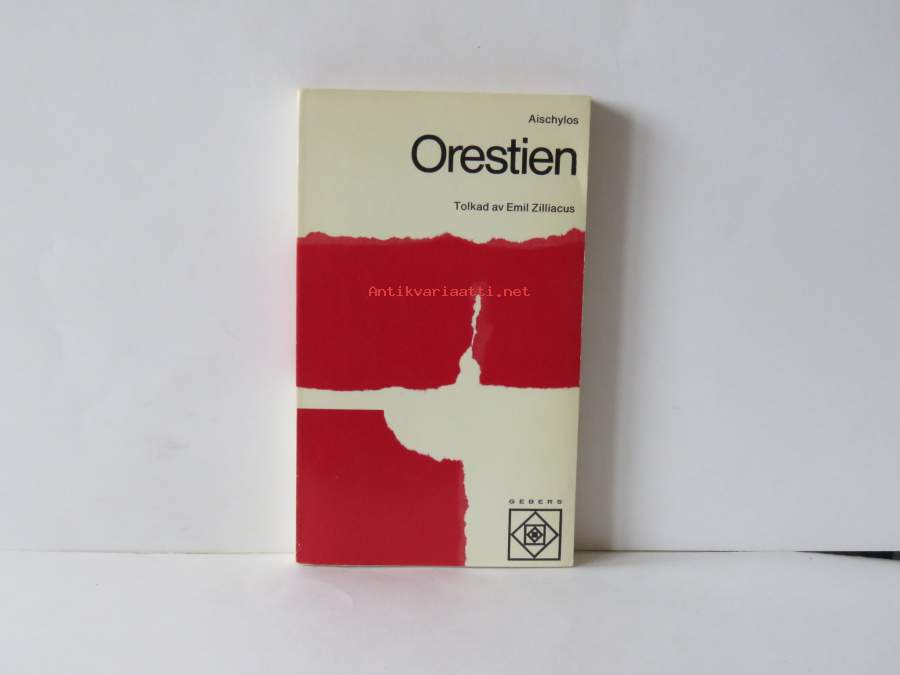 Aischylos
Orestien
Tolkad av Emil Zilliacus
Antikvariaatti.net
GEBERS